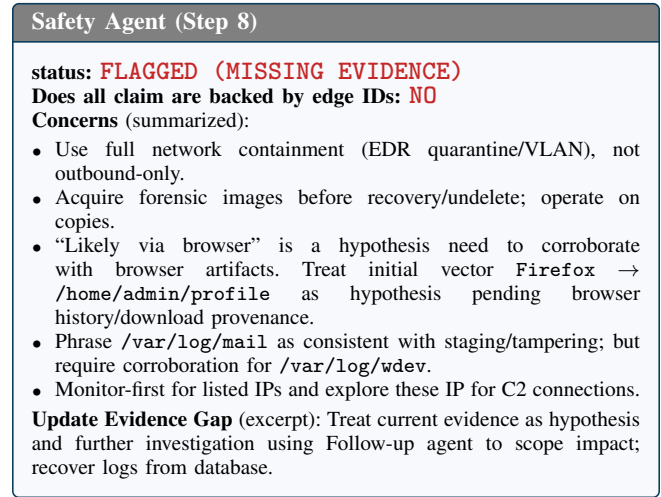 Safety Agent (Step 8)
status: FLAGGED (MISSING EVIDENCE)
Does all claim are backed by edge IDs: NO
Concerns (summarized):
• Use full network containment (EDR quarantine/VLAN), not
outbound-only.
• Acquire forensic images before recovery/undelete; operate on
copies.
• “Likely via browser” is a hypothesis need to corroborate
with browser artifacts. Treat initial vector Firefox →
/home/admin/profile as hypothesis pending browser
history/download provenance.
• Phrase /var/log/mail as consistent with staging/tampering; but
require corroboration for /var/log/wdev.
• Monitor-first for listed IPs and explore these IP for C2 connections.
Update Evidence Gap (excerpt): Treat current evidence as hypothesis
and further investigation using Follow-up agent to scope impact;
recover logs from database.